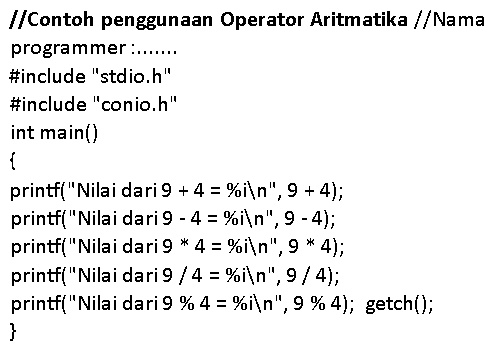 //Contoh penggunaan Operator Aritmatika //Nama
programmer :.......
#include "stdio.h"
#include "conio.h"
int main()
{
printf("Nilai dari 9 + 4 = %i\n", 9 + 4);
printf("Nilai dari 9 - 4 = %i\n", 9 - 4);
printf("Nilai dari 9 * 4 = %i\n", 9 * 4);
printf("Nilai dari 9 / 4 = %i\n", 9 / 4);
printf("Nilai dari 9 % 4 = %i\n", 9 % 4);  getch();
}